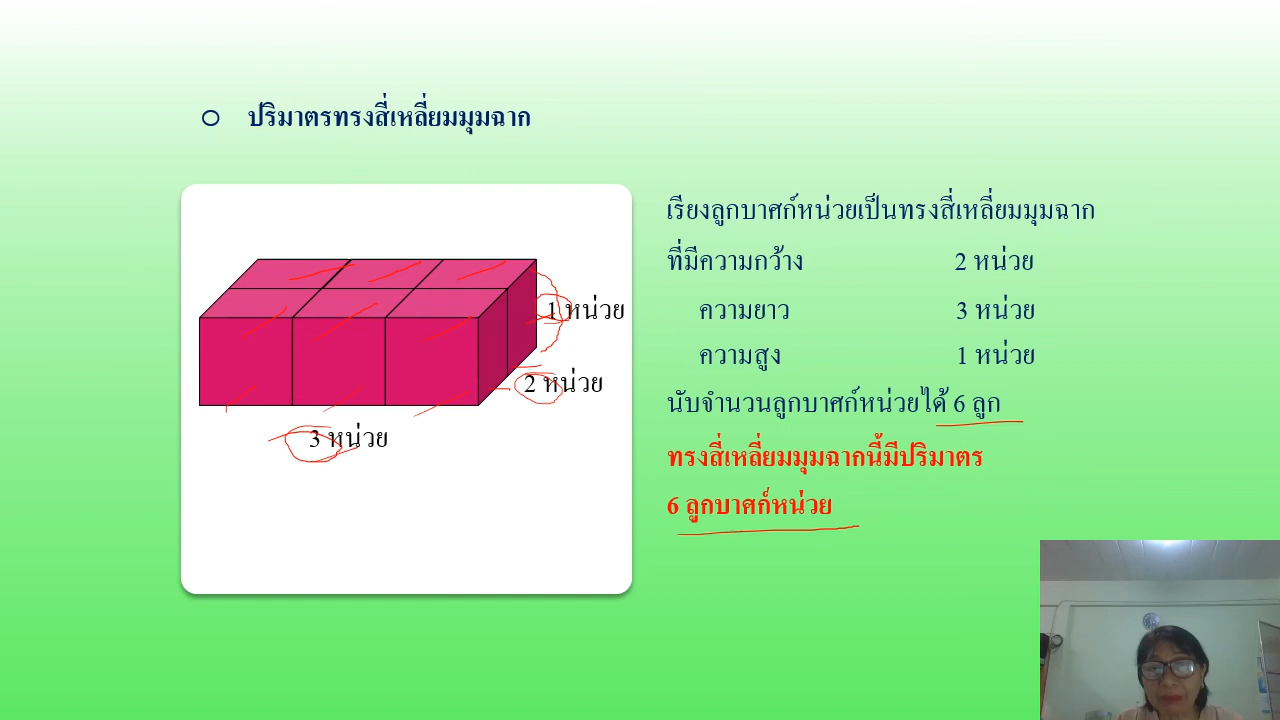 ปริมาตรทรงสี่เหลี่ยมมุมฉาก
เรียงลูกบาศก์หน่วยเป็นทรงสี่เหลี่ยมมุมฉาก
ที่มีความกว้าง 2 หน่วย
ความยาว 3 หน่วย
ความสูง 1 หน่วย
นับจำนวนลูกบาศก์หน่วยได้ 6 ลูก
ทรงสี่เหลี่ยมมุมฉากนี้มีปริมาตร
6 ลูกบาศก์หน่วย
1 หน่วย
2 หน่วย
3 หน่วย